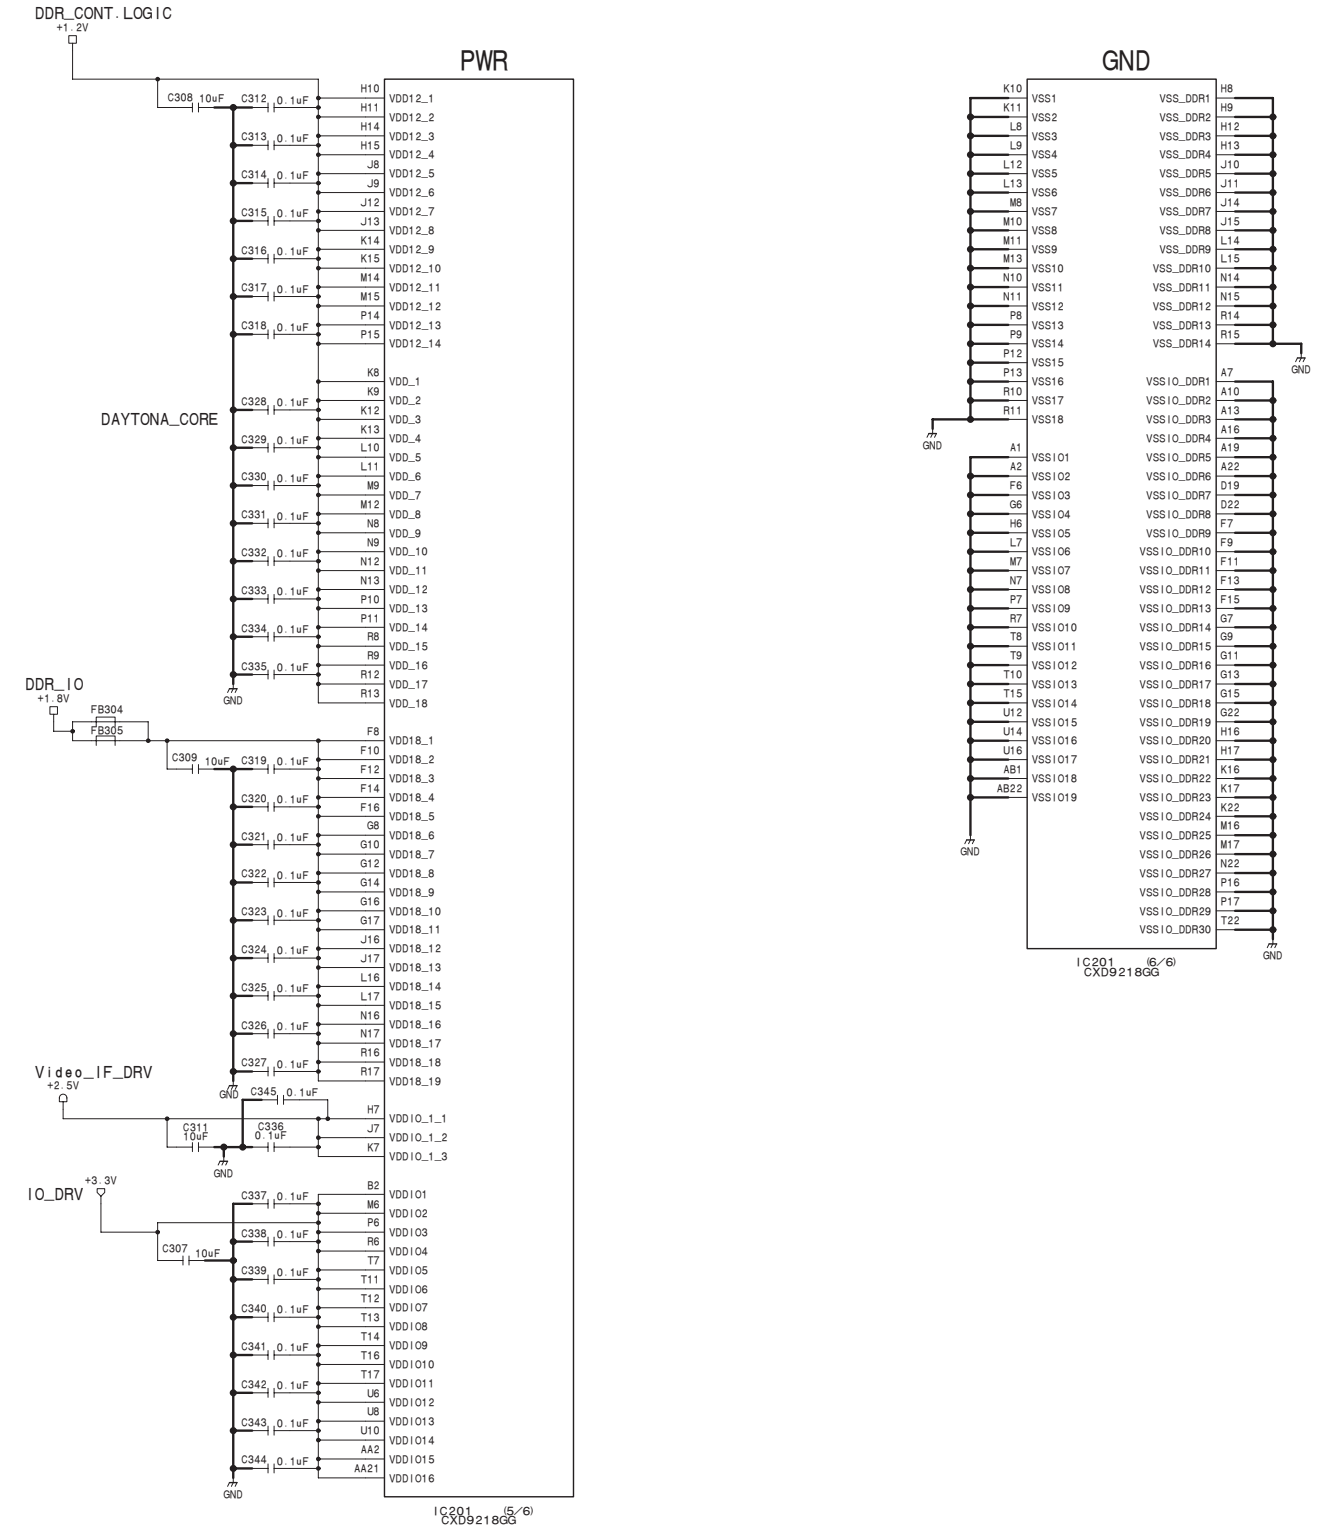 DDR_CONT.LOGIC
+1.2V
PWR
C308 10uF
C312 0.1uF
C313 0.1uF
C314 0.1uF
C315 0.1uF
C316 0.1uF
C317 0.1uF
C318 0.1uF
H10 VDD12_1
H11 VDD12_2
H14 VDD12_3
H15 VDD12_4
J8 VDD12_5
J9 VDD12_6
J12 VDD12_7
J13 VDD12_8
K14 VDD12_9
K15 VDD12_10
M14 VDD12_11
M15 VDD12_12
P14 VDD12_13
P15 VDD12_14
DAYTONA_CORE
C328 0.1uF
C329 0.1uF
C330 0.1uF
C331 0.1uF
C332 0.1uF
C333 0.1uF
C334 0.1uF
C335 0.1uF
GND
K8 VDD_1
K9 VDD_2
K12 VDD_3
K13 VDD_4
L10 VDD_5
L11 VDD_6
M9 VDD_7
M12 VDD_8
N8 VDD_9
N9 VDD_10
N12 VDD_11
N13 VDD_12
P10 VDD_13
P11 VDD_14
R8 VDD_15
R9 VDD_16
R12 VDD_17
R13 VDD_18
DDR_IO
+1.8V
FB304
FB305
C309 10uF
C319 0.1uF
C320 0.1uF
C321 0.1uF
C322 0.1uF
C323 0.1uF
C324 0.1uF
C325 0.1uF
C326 0.1uF
C327 0.1uF
GND
F8 VDD18_1
F10 VDD18_2
F12 VDD18_3
F14 VDD18_4
F16 VDD18_5
G8 VDD18_6
G10 VDD18_7
G12 VDD18_8
G14 VDD18_9
G16 VDD18_10
G17 VDD18_11
J16 VDD18_12
J17 VDD18_13
L16 VDD18_14
L17 VDD18_15
N16 VDD18_16
N17 VDD18_17
R16 VDD18_18
R17 VDD18_19
Video_IF_DRV
+2.5V
C345 0.1uF
C311
10uF
C336
0.1uF
GND
H7 VDDIO_1_1
J7 VDDIO_1_2
K7 VDDIO_1_3
IO_DRV
+3.3V
C307 10uF
C337 0.1uF
C338 0.1uF
C339 0.1uF
C340 0.1uF
C341 0.1uF
C342 0.1uF
C343 0.1uF
C344 0.1uF
GND
B2 VDDIO1
M6 VDDIO2
P6 VDDIO3
R6 VDDIO4
T7 VDDIO5
T11 VDDIO6
T12 VDDIO7
T13 VDDIO8
T14 VDDIO9
T16 VDDIO10
T17 VDDIO11
U6 VDDIO12
U8 VDDIO13
U10 VDDIO14
AA2 VDDIO15
AA21 VDDIO16
IC201 (5/6)
CXD9218GG
GND
K10 VSS1
K11 VSS2
L8 VSS3
L9 VSS4
L12 VSS5
L13 VSS6
M8 VSS7
M10 VSS8
M11 VSS9
M13 VSS10
N10 VSS11
N11 VSS12
P8 VSS13
P9 VSS14
P12 VSS15
P13 VSS16
R10 VSS17
R11 VSS18
GND
A1 VSSIO1
A2 VSSIO2
F6 VSSIO3
G6 VSSIO4
H6 VSSIO5
L7 VSSIO6
M7 VSSIO7
N7 VSSIO8
P7 VSSIO9
R7 VSSIO10
T8 VSSIO11
T9 VSSIO12
T10 VSSIO13
T15 VSSIO14
U12 VSSIO15
U14 VSSIO16
U16 VSSIO17
AB1 VSSIO18
AB22 VSSIO19
GND
VSS_DDR1 H8
VSS_DDR2 H9
VSS_DDR3 H12
VSS_DDR4 H13
VSS_DDR5 J10
VSS_DDR6 J11
VSS_DDR7 J14
VSS_DDR8 J15
VSS_DDR9 L14
VSS_DDR10 L15
VSS_DDR11 N14
VSS_DDR12 N15
VSS_DDR13 R14
VSS_DDR14 R15
GND
VSSIO_DDR1 A7
VSSIO_DDR2 A10
VSSIO_DDR3 A13
VSSIO_DDR4 A16
VSSIO_DDR5 A19
VSSIO_DDR6 A22
VSSIO_DDR7 D19
VSSIO_DDR8 D22
VSSIO_DDR9 F7
VSSIO_DDR10 F9
VSSIO_DDR11 F11
VSSIO_DDR12 F13
VSSIO_DDR13 F15
VSSIO_DDR14 G7
VSSIO_DDR15 G9
VSSIO_DDR16 G11
VSSIO_DDR17 G13
VSSIO_DDR18 G15
VSSIO_DDR19 G22
VSSIO_DDR20 H16
VSSIO_DDR21 H17
VSSIO_DDR22 K16
VSSIO_DDR23 K17
VSSIO_DDR24 K22
VSSIO_DDR25 M16
VSSIO_DDR26 M17
VSSIO_DDR27 N22
VSSIO_DDR28 P16
VSSIO_DDR29 P17
VSSIO_DDR30 T22
GND
IC201 (6/6)
CXD9218GG